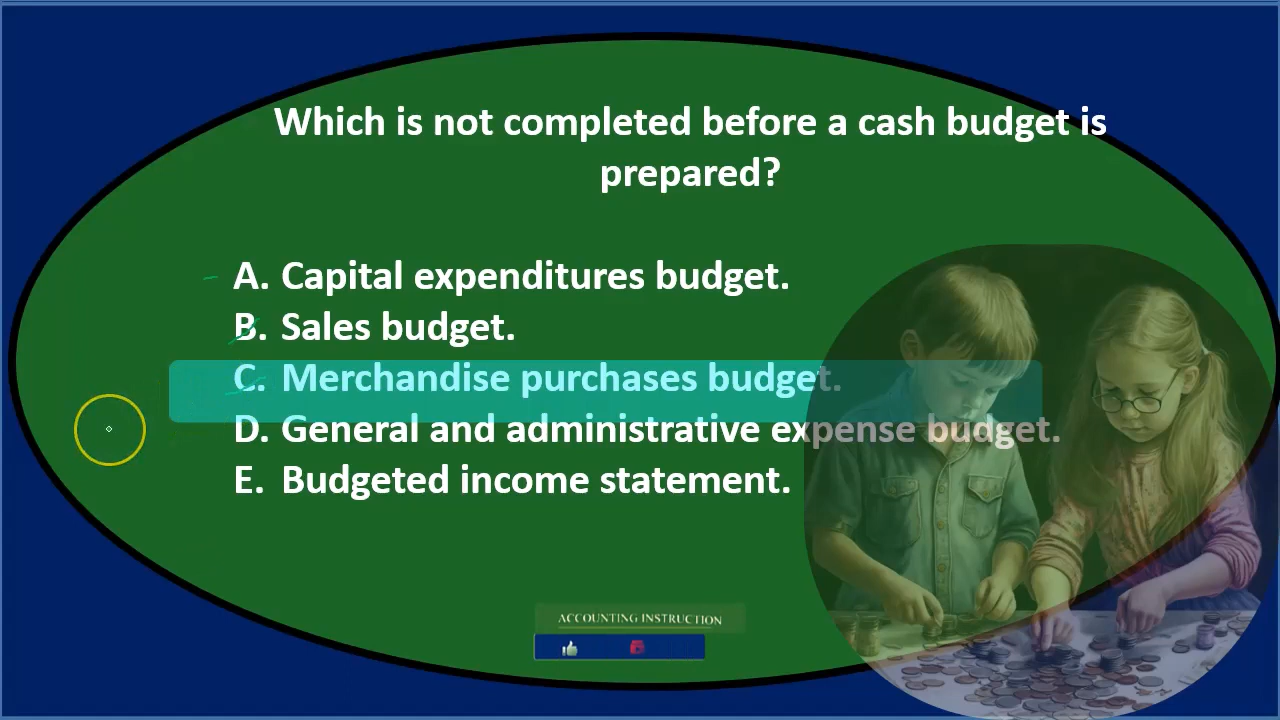 Which is not completed before a cash budget is
prepared?
A. Capital expenditures budget.
B. Sales budget.
C. Merchandise purchases budget.
D. General and administrative expense budget.
E. Budgeted income statement.
ACCOUNTING INSTRUCTION